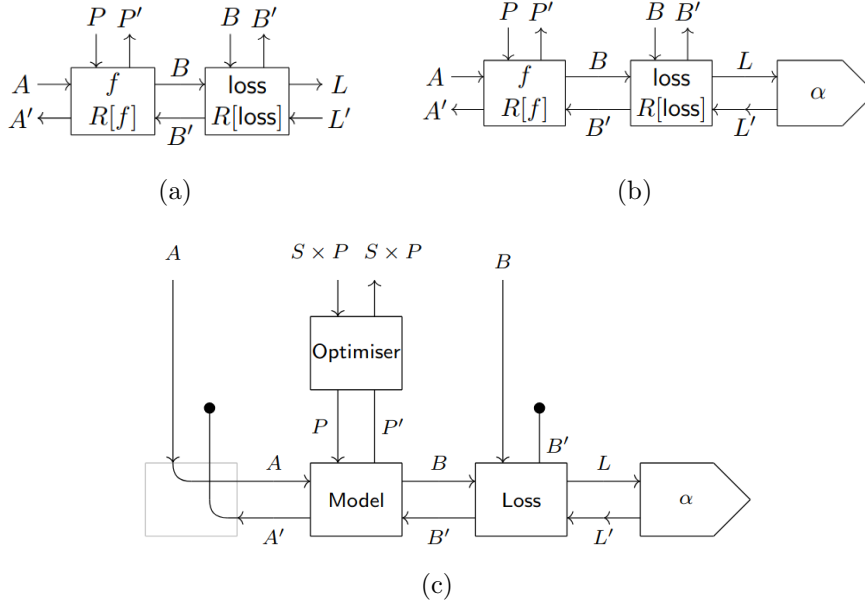 P P′ B B′
A f B loss L
A′ R[f] B′ R[loss] L′
(a)
P P′ B B′
A f B loss L α
A′ R[f] B′ R[loss] L′
(b)
A S × P S × P B
Optimiser
P P′ B′
A B L
Model Loss α
A′ B′ L′
(c)